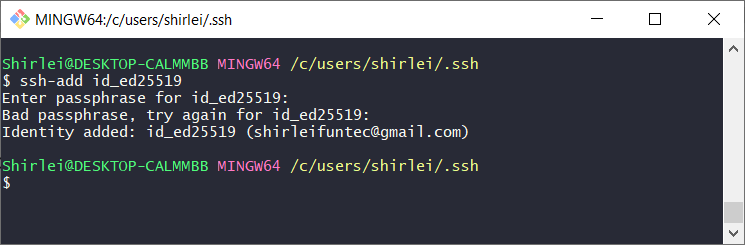 MINGW64:/c/users/shirlei/.ssh
Shirlei@DESKTOP-CALMMBB MINGW64 /c/users/shirlei/.ssh
$ ssh-add id_ed25519
Enter passphrase for id_ed25519:
Bad passphrase, try again for id_ed25519:
Identity added: id_ed25519 (shirleifuntec@gmail.com)
Shirlei@DESKTOP-CALMMBB MINGW64 /c/users/shirlei/.ssh
$